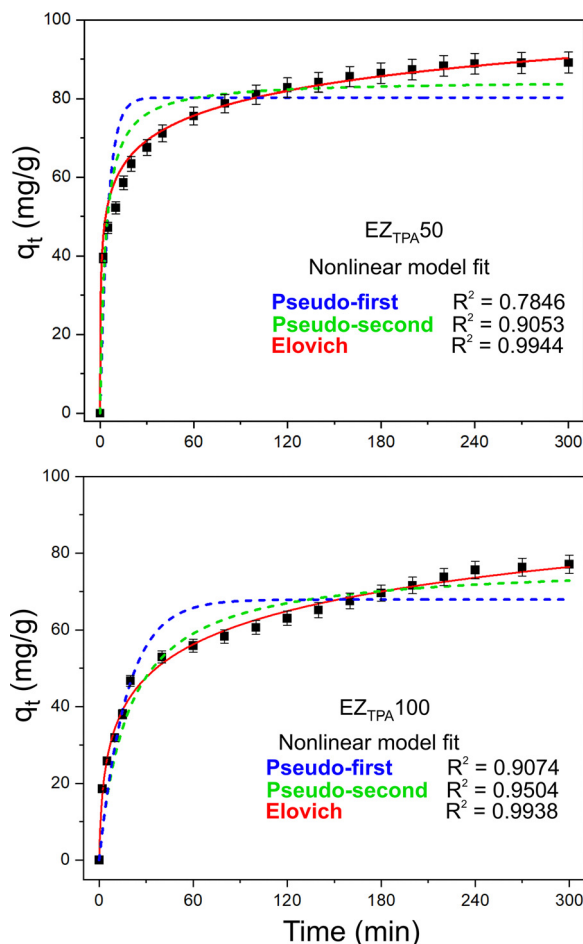 100
80
60
40
20
0
qt (mg/g)
EZTPA50
Nonlinear model fit
Pseudo-first R² = 0.7846
Pseudo-second R² = 0.9053
Elovich R² = 0.9944
0 60 120 180 240 300
100
80
60
40
20
0
qt (mg/g)
EZTPA100
Nonlinear model fit
Pseudo-first R² = 0.9074
Pseudo-second R² = 0.9504
Elovich R² = 0.9938
0 60 120 180 240 300
Time (min)